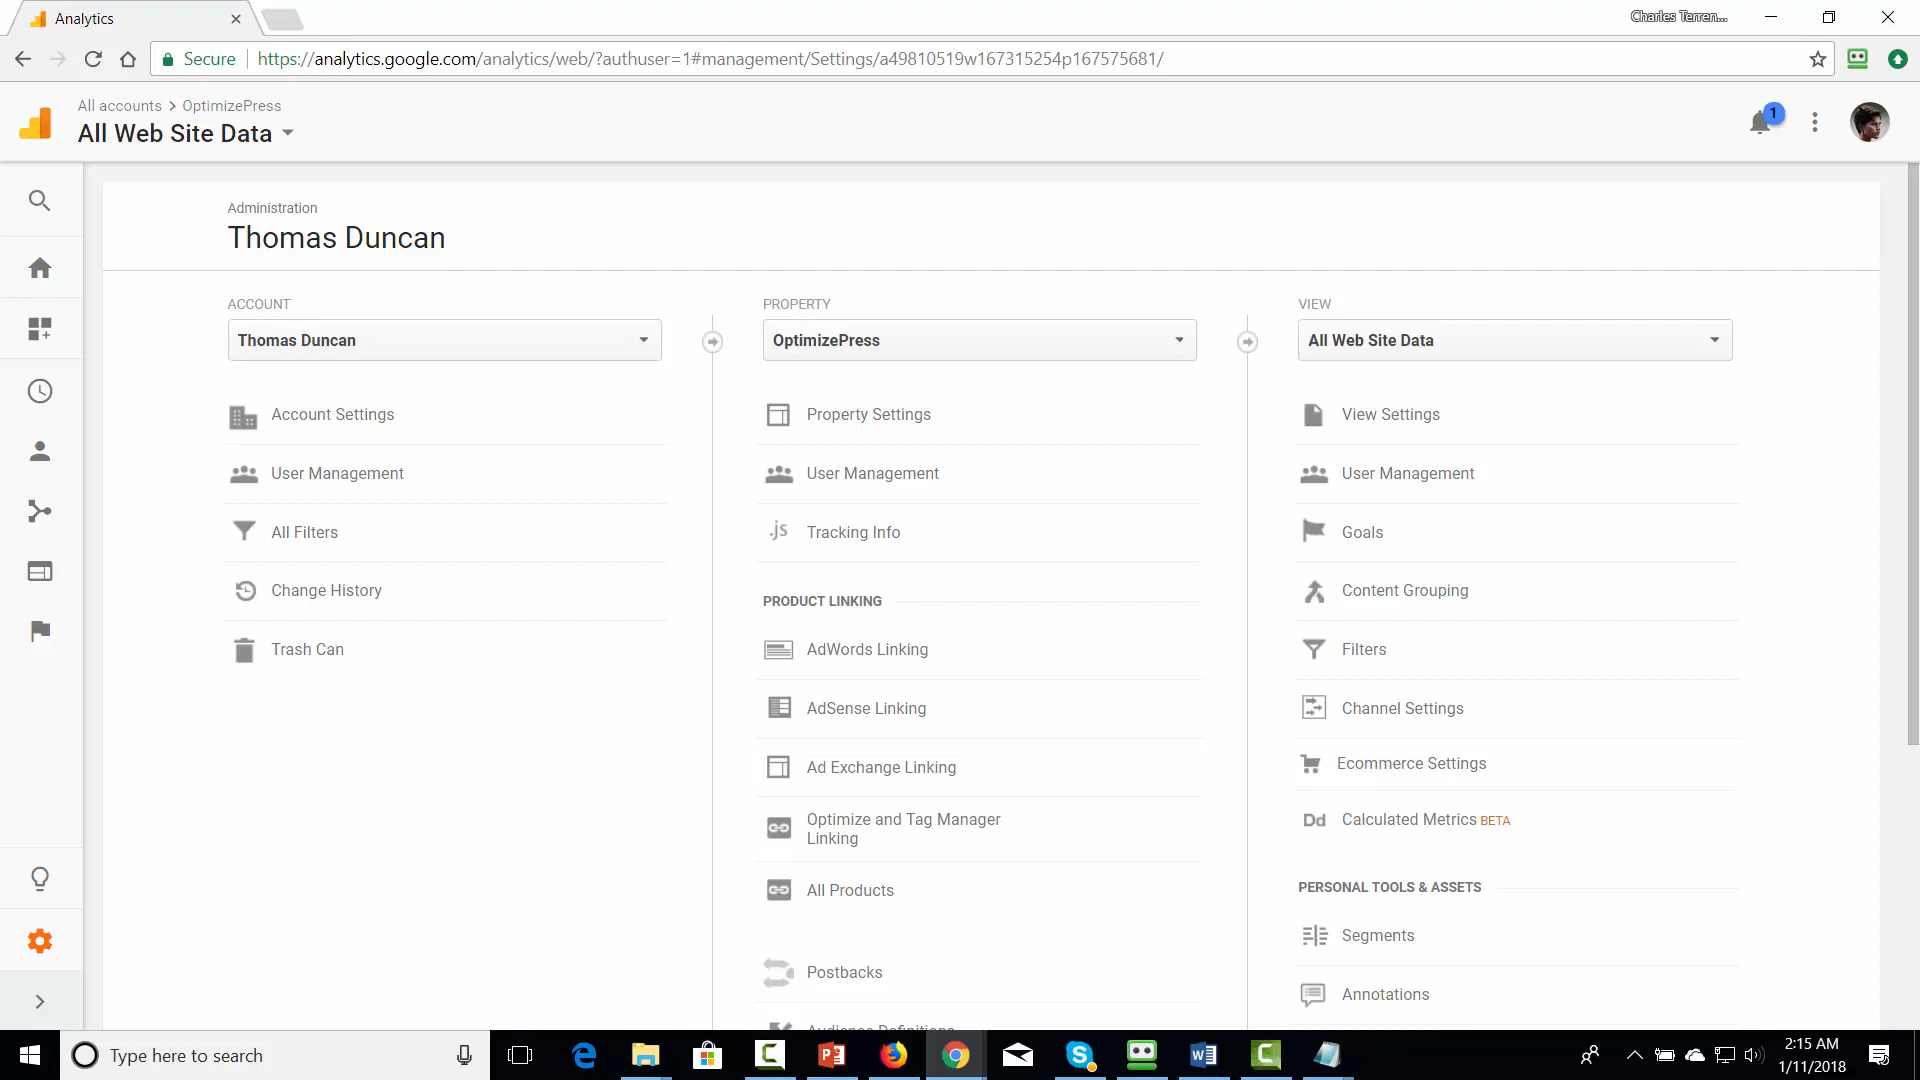 Analytics
Charles Terren...
Secure
https://analytics.google.com/analytics/web/?authuser=1#management/Settings/a49810519w167315254p167575681/
All accounts > OptimizePress
All Web Site Data
1
Administration
Thomas Duncan
ACCOUNT
Thomas Duncan
Account Settings
User Management
All Filters
Change History
Trash Can
PROPERTY
OptimizePress
Property Settings
User Management
.js Tracking Info
PRODUCT LINKING
AdWords Linking
AdSense Linking
Ad Exchange Linking
Optimize and Tag Manager
Linking
All Products
Postbacks
Audience Definitions
VIEW
All Web Site Data
View Settings
User Management
Goals
Content Grouping
Filters
Channel Settings
Ecommerce Settings
Dd Calculated Metrics BETA
PERSONAL TOOLS & ASSETS
Segments
Annotations
Type here to search
2:15 AM
1/11/2018